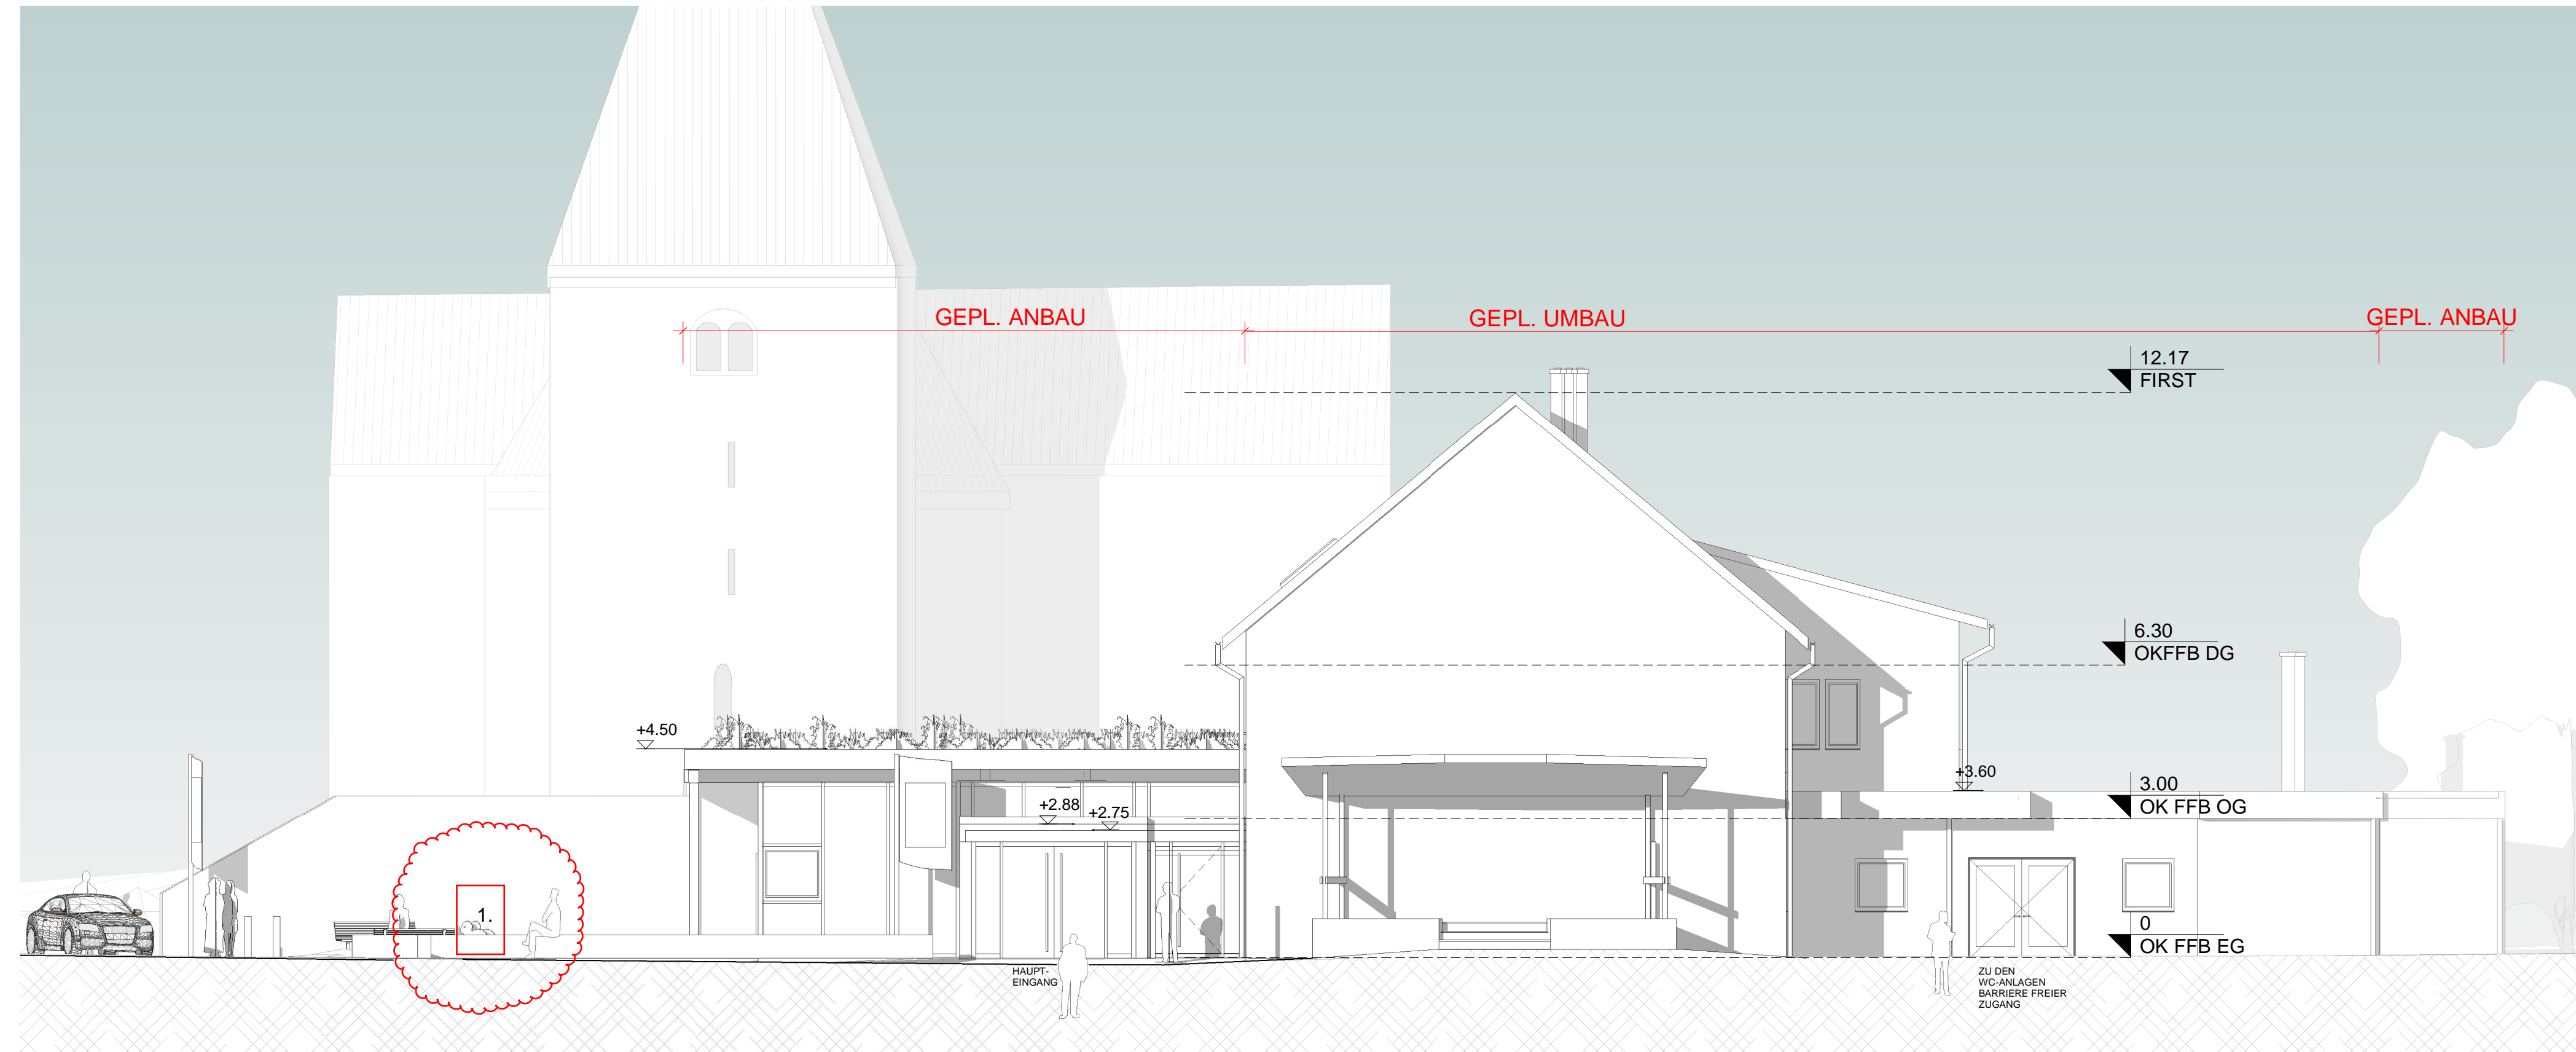 GEPL. ANBAU
GEPL. UMBAU
GEPL. ANBAU
12.17
FIRST
6.30
OKFFB DG
+4.50
+3.60
3.00
OK FFB OG
+2.88
+2.75
1.
0
OK FFB EG
HAUPT-
EINGANG
ZU DEN
WC-ANLAGEN
BARRIERE FREIER
ZUGANG